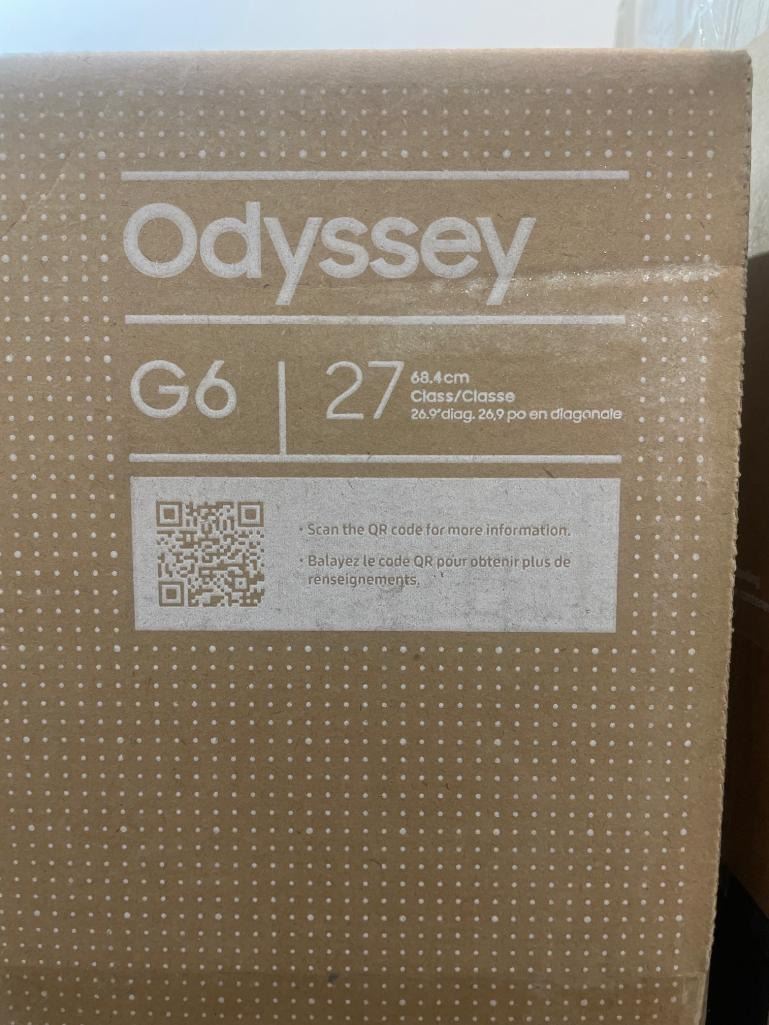 Odyssey
G6
27
68.4cm
Class/Classe
26.9"diag. 26,9 po en diagonale
· Scan the QR code for more information.
· Balayez le code QR pour obtenir plus de
renseignements.